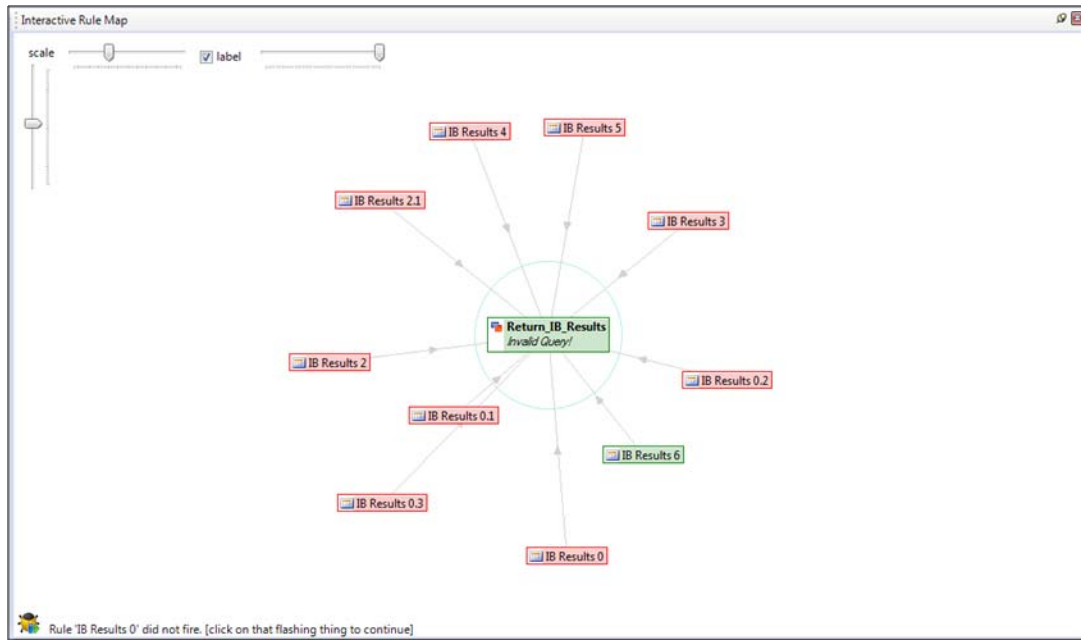 Interactive Rule Map
scale
label
IB Results 4
IB Results 5
IB Results 2.1
IB Results 3
Return_IB_Results
Invalid Query!
IB Results 2
IB Results 0.2
IB Results 0.1
IB Results 6
IB Results 0.3
IB Results 0
Rule 'IB Results 0' did not fire. [click on that flashing thing to continue]